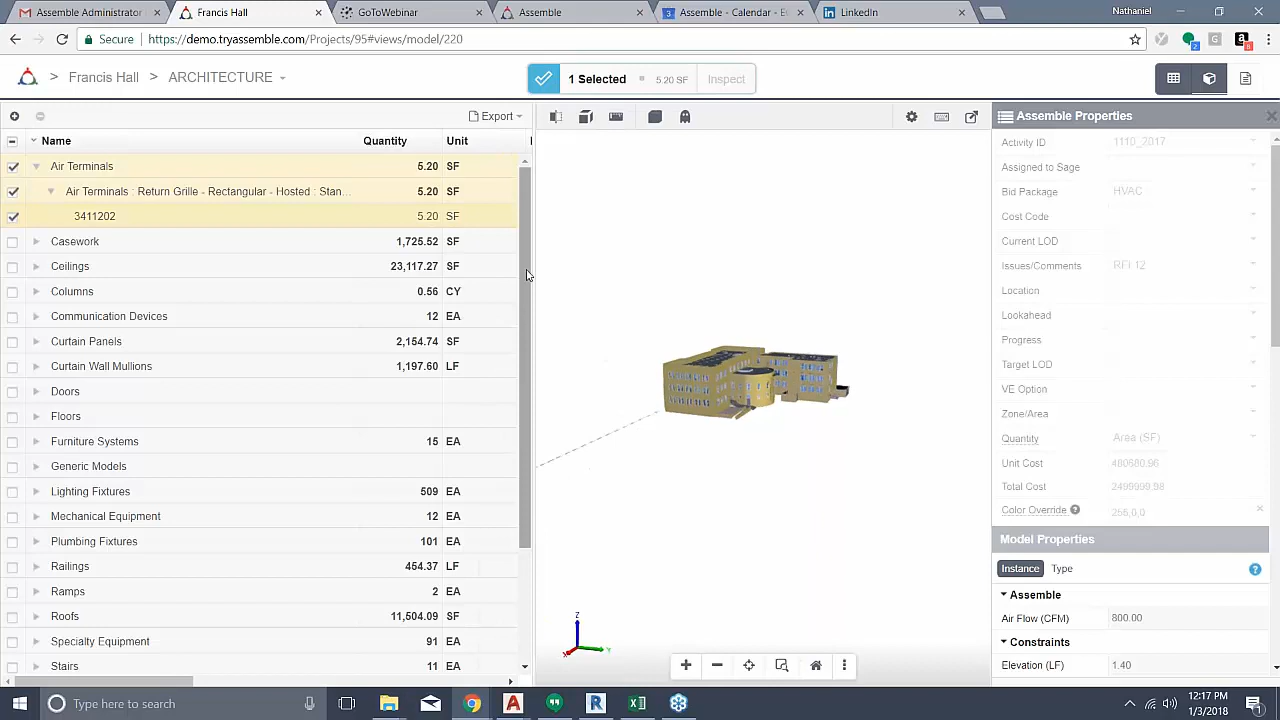 Assemble Administrator
Francis Hall
GoToWebinar
Assemble
Assemble - Calendar - E
LinkedIn
Nathaniel
Secure
https://demo.tryassemble.com/Projects/95#views/model/220
> Francis Hall > ARCHITECTURE
1 Selected = 5.20 SF Inspect
Export
Name Quantity Unit
Air Terminals 5.20 SF
Air Terminals : Return Grille - Rectangular - Hosted : Stan... 5.20 SF
3411202 5.20 SF
Casework 1,725.52 SF
Ceilings 23,117.27 SF
Columns 0.56 CY
Communication Devices 12 EA
Curtain Panels 2,154.74 SF
Curtain Wall Mullions 1,197.60 LF
Doors
Floors
Furniture Systems 15 EA
Generic Models
Lighting Fixtures 509 EA
Mechanical Equipment 12 EA
Plumbing Fixtures 101 EA
Railings 454.37 LF
Ramps 2 EA
Roofs 11,504.09 SF
Specialty Equipment 91 EA
Stairs 11 EA
Z
X
Y
Assemble Properties
Activity ID 1110_2017
Assigned to Sage
Bid Package HVAC
Cost Code
Current LOD
Issues/Comments RFI 12
Location
Lookahead
Progress
Target LOD
VE Option
Zone/Area
Quantity Area (SF)
Unit Cost 480680.96
Total Cost 2499999.98
Color Override 256,0,0
Model Properties
Instance Type
Assemble
Air Flow (CFM) 800.00
Constraints
Elevation (LF) 1.40
Type here to search
12:17 PM
1/3/2018